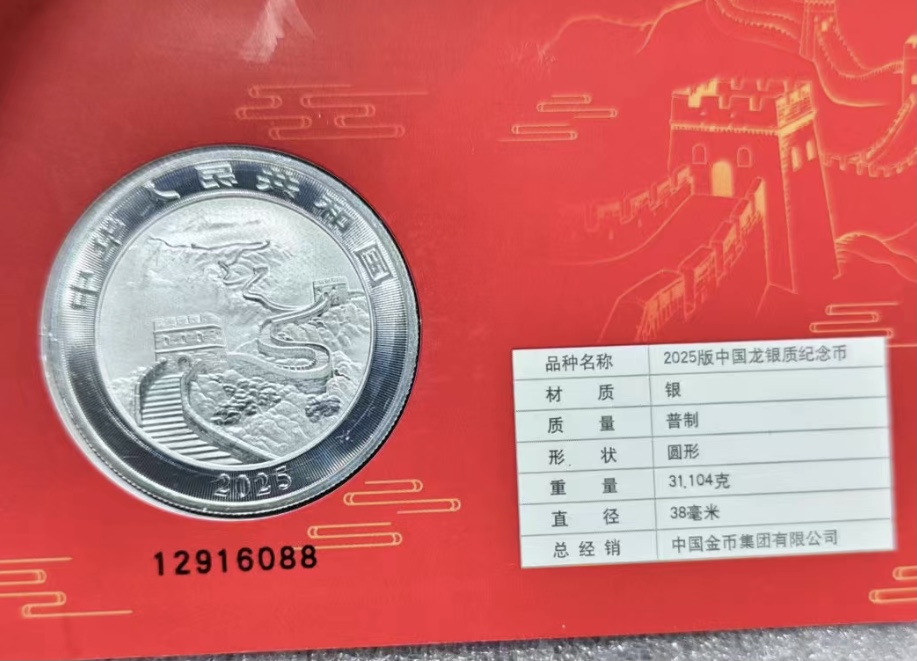 中华人民共和国
2025
12916088
品种名称 2025版中国龙银质纪念币
材 质 银
质 量 普制
形 状 圆形
重 量 31.104克
直 径 38毫米
总经销 中国金币集团有限公司